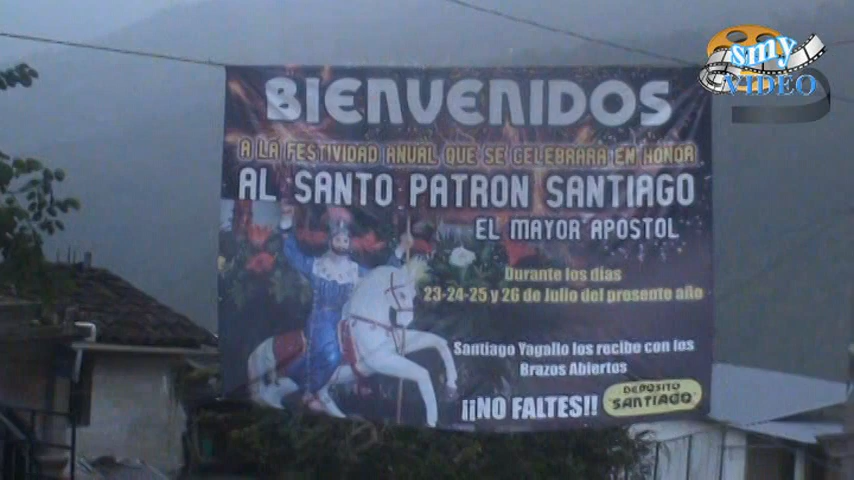 smy
VIDEO
BIENVENIDOS
A LA FESTIVIDAD ANUAL QUE SE CELEBRARA EN HONOR
AL SANTO PATRON SANTIAGO
EL MAYOR APOSTOL
Durante los dias
23-24-25 y 26 de Julio del presente año
Santiago Yagallo los recibe con los
Brazos Abiertos
¡¡NO FALTES!!
DEPOSITO
"SANTIAGO"